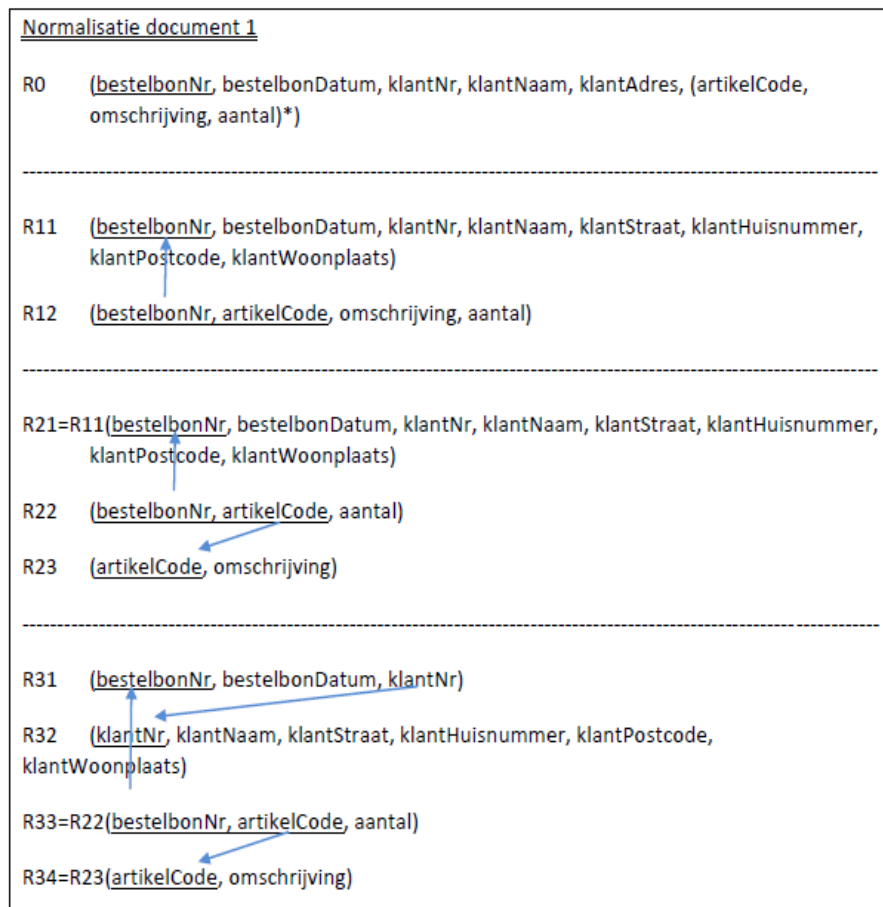 Normalisatie document 1
R0 (bestelbonNr, bestelbonDatum, klantNr, klantNaam, klantAdres, (artikelCode,
omschrijving, aantal)*)
------------------------------------------------------------------------------------------------------------------------
R11 (bestelbonNr, bestelbonDatum, klantNr, klantNaam, klantStraat, klantHuisnummer,
klantPostcode, klantWoonplaats)
R12 (bestelbonNr, artikelCode, omschrijving, aantal)
------------------------------------------------------------------------------------------------------------------------
R21=R11(bestelbonNr, bestelbonDatum, klantNr, klantNaam, klantStraat, klantHuisnummer,
klantPostcode, klantWoonplaats)
R22 (bestelbonNr, artikelCode, aantal)
R23 (artikelCode, omschrijving)
------------------------------------------------------------------------------------------------------------------------
R31 (bestelbonNr, bestelbonDatum, klantNr)
R32 (klantNr, klantNaam, klantStraat, klantHuisnummer, klantPostcode,
klantWoonplaats)
R33=R22(bestelbonNr, artikelCode, aantal)
R34=R23(artikelCode, omschrijving)